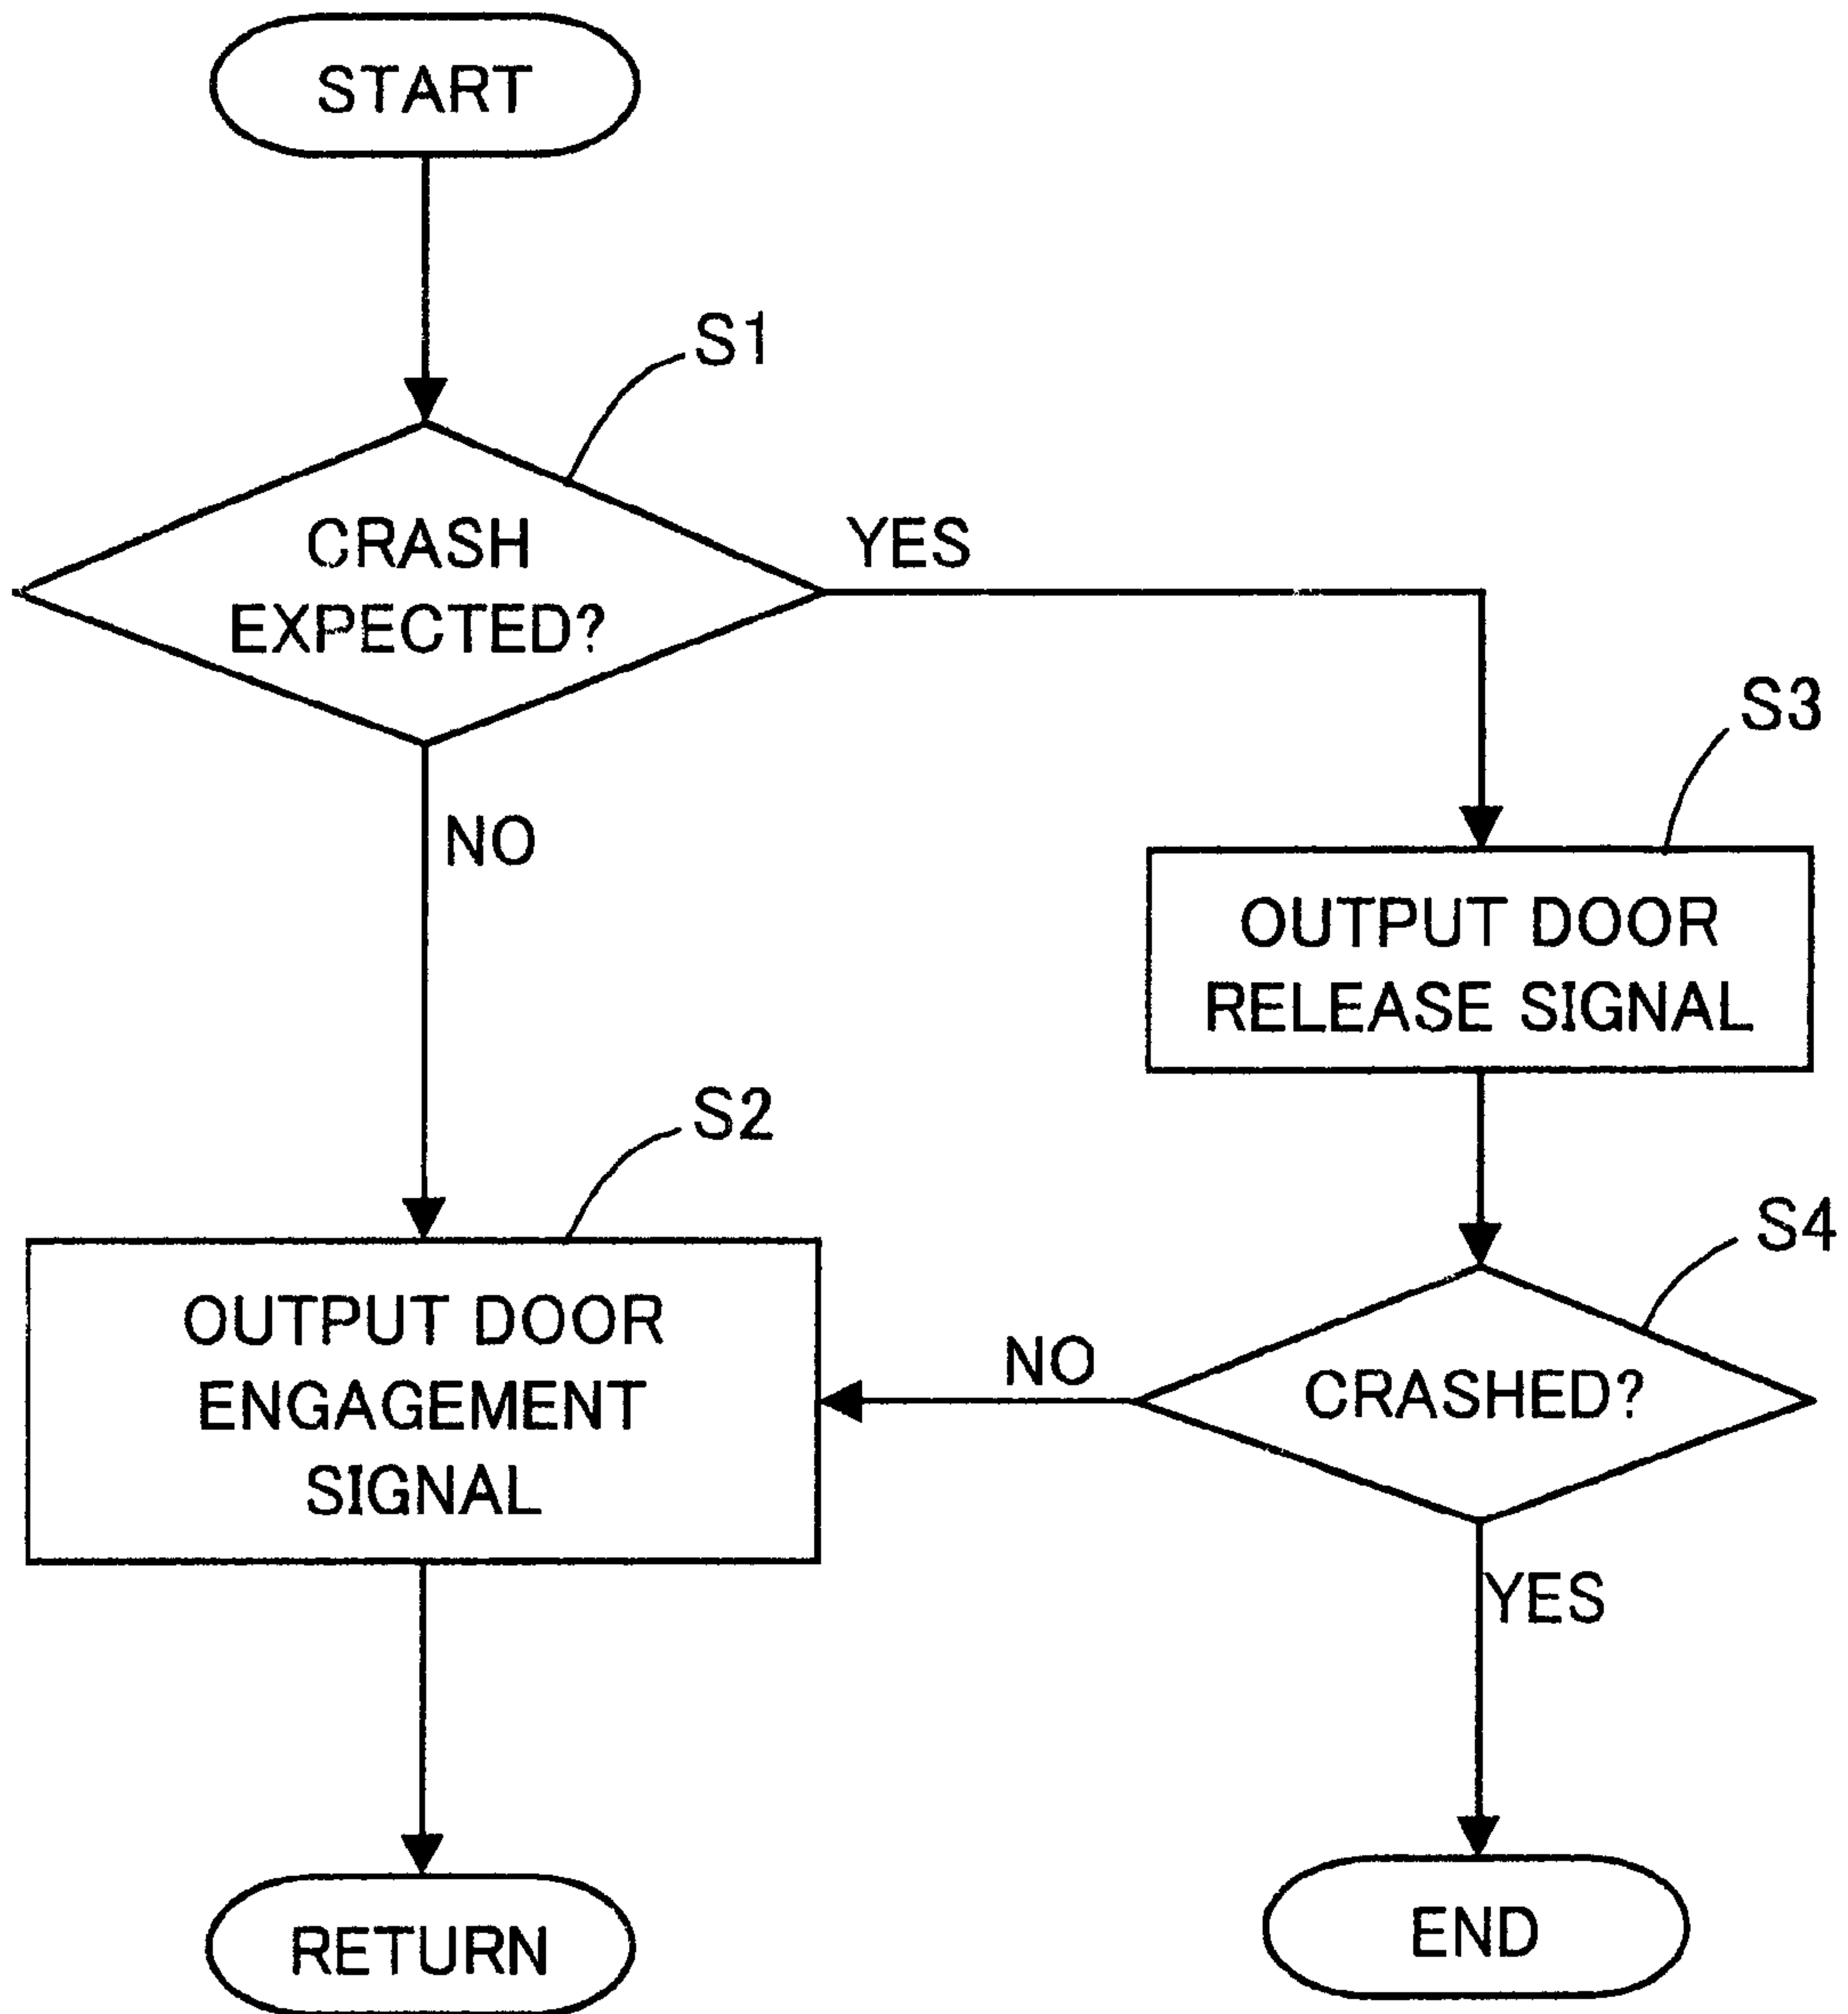 START
S1
CRASH
EXPECTED?
YES
NO
S3
OUTPUT DOOR
RELEASE SIGNAL
S2
OUTPUT DOOR
ENGAGEMENT
SIGNAL
S4
CRASHED?
NO
YES
RETURN
END